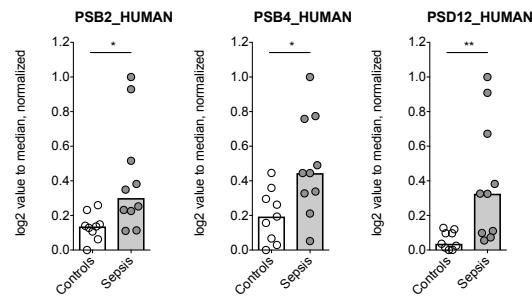 PSB2_HUMAN
*
log2 value to median, normalized
1.2
1.0
0.8
0.6
0.4
0.2
0.0
Controls
Sepsis
PSB4_HUMAN
*
log2 value to median, normalized
1.2
1.0
0.8
0.6
0.4
0.2
0.0
Controls
Sepsis
PSD12_HUMAN
**
log2 value to median, normalized
1.2
1.0
0.8
0.6
0.4
0.2
0.0
Controls
Sepsis